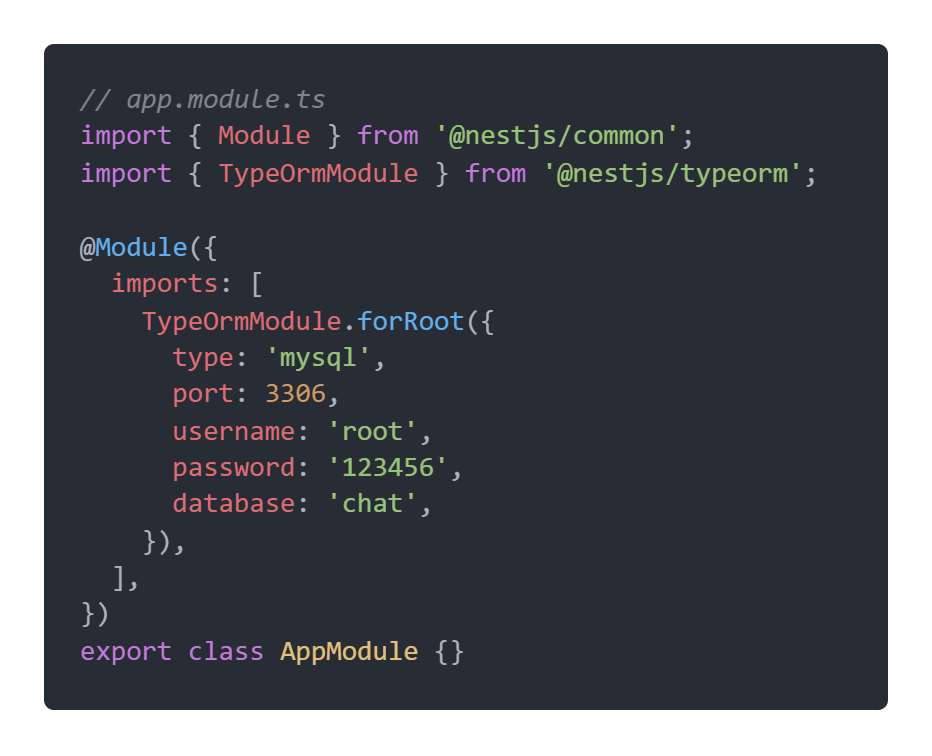 // app.module.ts
import { Module } from '@nestjs/common';
import { TypeOrmModule } from '@nestjs/typeorm';

@Module({
  imports: [
    TypeOrmModule.forRoot({
      type: 'mysql',
      port: 3306,
      username: 'root',
      password: '123456',
      database: 'chat',
    }),
  ],
})
export class AppModule {}